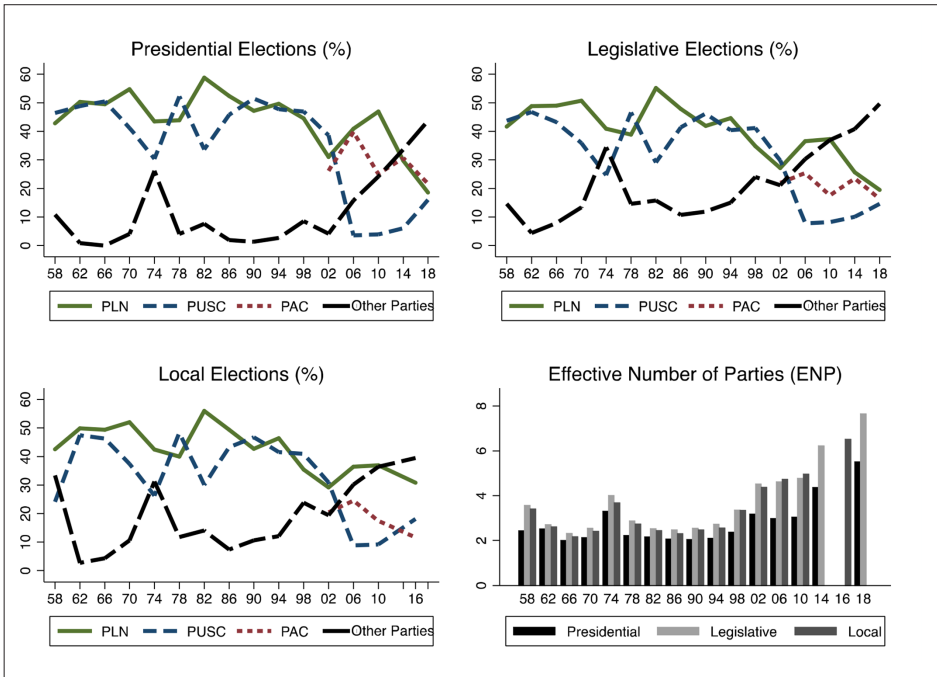 Presidential Elections (%)
60
50
40
30
20
10
0
58 62 66 70 74 78 82 86 90 94 98 02 06 10 14 18
PLN PUSC PAC Other Parties
Legislative Elections (%)
60
50
40
30
20
10
0
58 62 66 70 74 78 82 86 90 94 98 02 06 10 14 18
PLN PUSC PAC Other Parties
Local Elections (%)
60
50
40
30
20
10
0
58 62 66 70 74 78 82 86 90 94 98 02 06 10 16
PLN PUSC PAC Other Parties
Effective Number of Parties (ENP)
8
6
4
2
0
58 62 66 70 74 78 82 86 90 94 98 02 06 10 14 16 18
Presidential Legislative Local